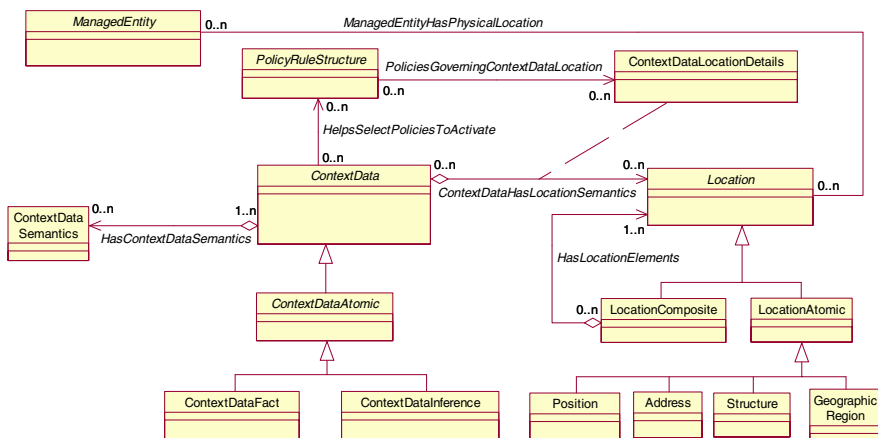 ManagedEntity
0..n
ManagedEntityHasPhysicalLocation
PolicyRuleStructure
PoliciesGoverningContextDataLocation
ContextDataLocationDetails
0..n
0..n
0..n
HelpsSelectPoliciesToActivate
0..n
ContextData
0..n
0..n
ContextDataHasLocationSemantics
Location
0..n
ContextData
Semantics
0..n
1..n
HasContextDataSemantics
1..n
HasLocationElements
0..n
ContextDataAtomic
LocationComposite
LocationAtomic
ContextDataFact
ContextDataInference
Position
Address
Structure
Geographic
Region